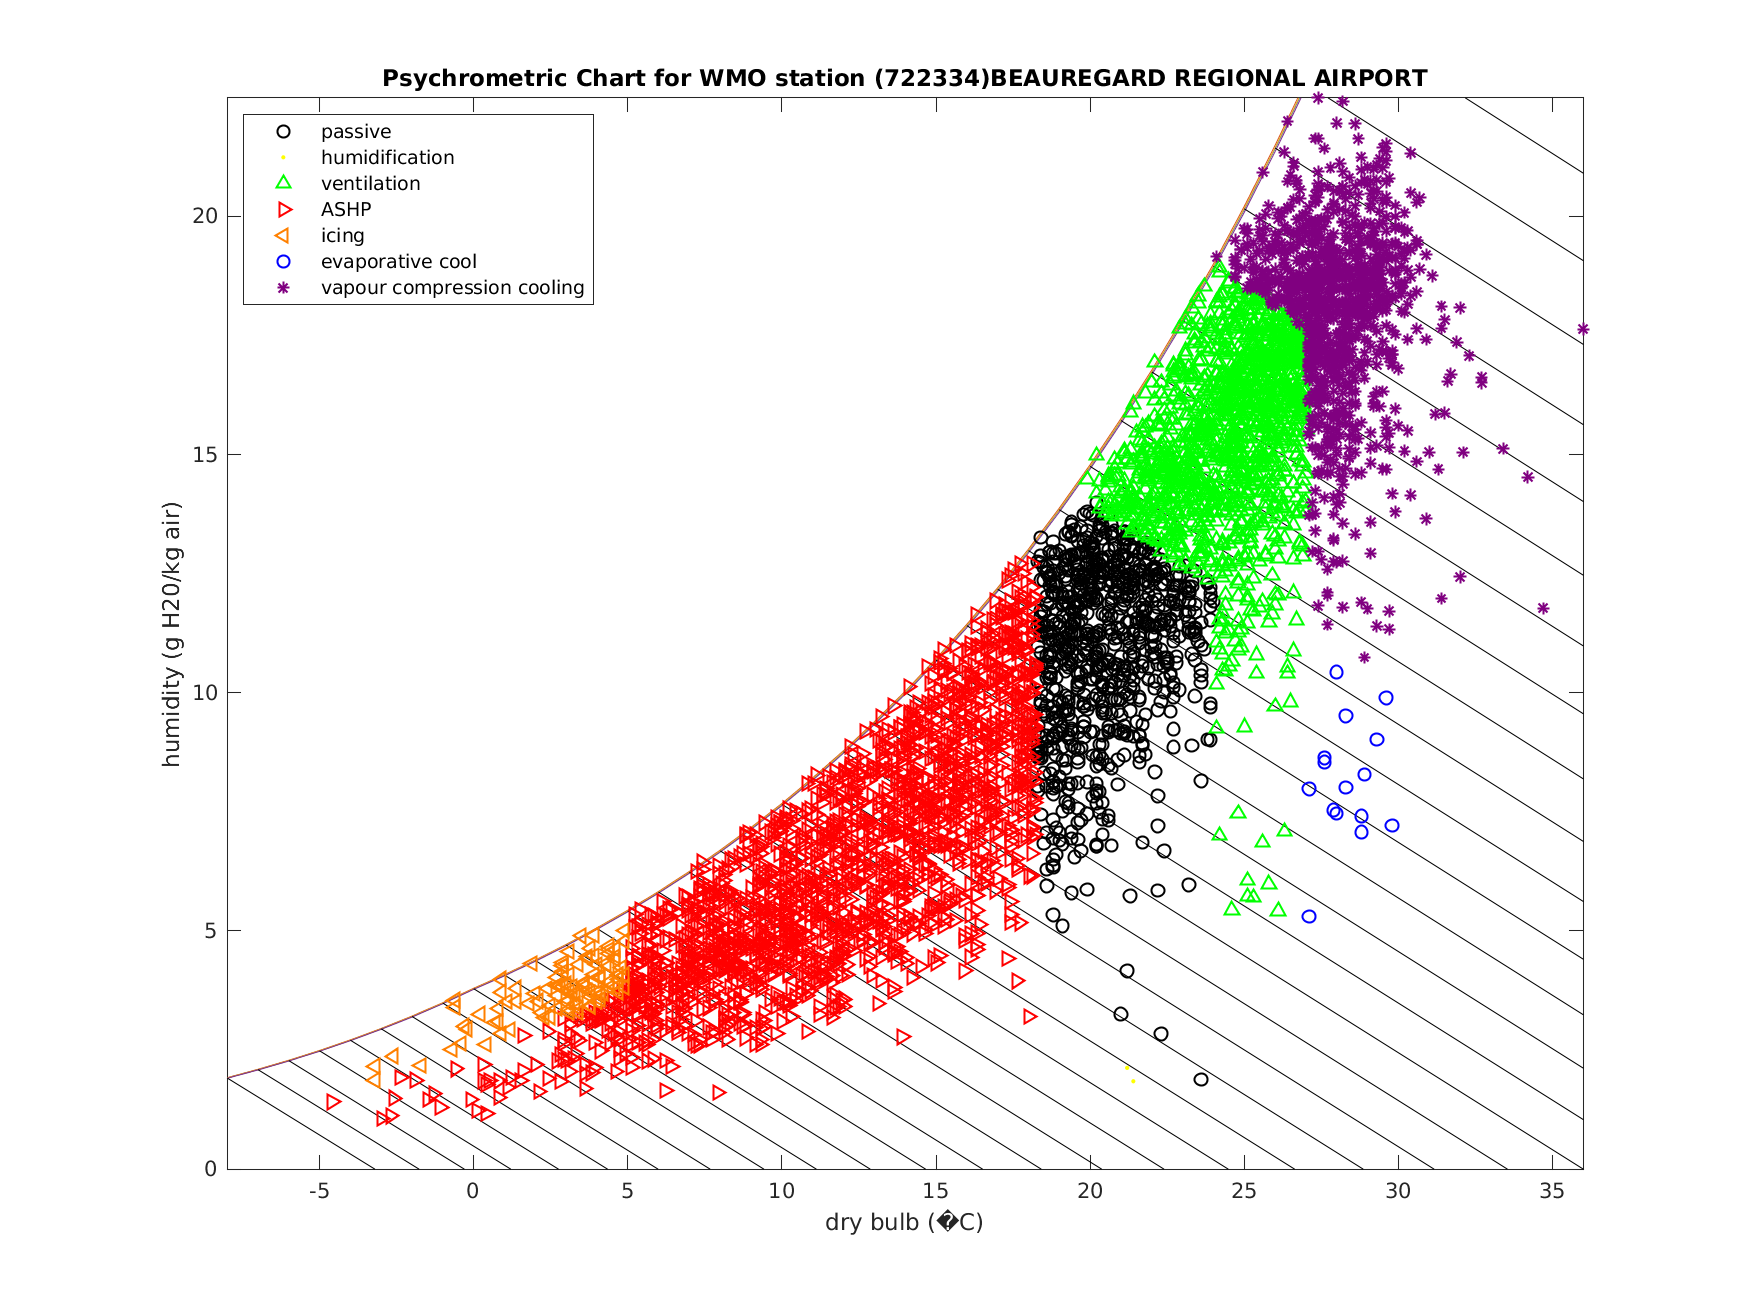 Psychrometric Chart for WMO station (722334)BEAUREGARD REGIONAL AIRPORT
passive
humidification
ventilation
ASHP
icing
evaporative cool
vapour compression cooling
humidity (g H20/kg air)
20
15
10
5
0
-5
0
5
10
15
20
25
30
35
dry bulb (�C)